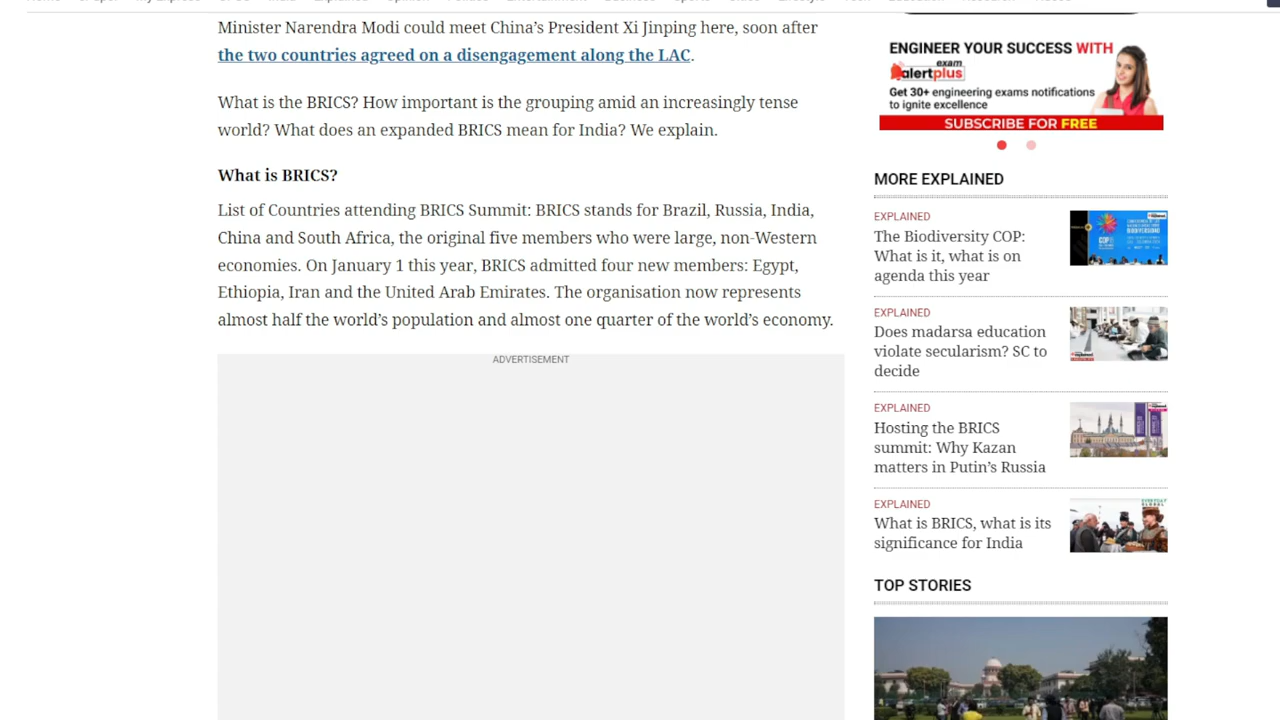 Minister Narendra Modi could meet China's President Xi Jinping here, soon after
the two countries agreed on a disengagement along the LAC.
What is the BRICS? How important is the grouping amid an increasingly tense
world? What does an expanded BRICS mean for India? We explain.
What is BRICS?
List of Countries attending BRICS Summit: BRICS stands for Brazil, Russia, India,
China and South Africa, the original five members who were large, non-Western
economies. On January 1 this year, BRICS admitted four new members: Egypt,
Ethiopia, Iran and the United Arab Emirates. The organisation now represents
almost half the world's population and almost one quarter of the world's economy.
ADVERTISEMENT
ENGINEER YOUR SUCCESS WITH
exam
alertplus
Get 30+ engineering exams notifications
to ignite excellence
SUBSCRIBE FOR FREE
MORE EXPLAINED
EXPLAINED
The Biodiversity COP:
What is it, what is on
agenda this year
EXPLAINED
Does madarsa education
violate secularism? SC to
decide
EXPLAINED
Hosting the BRICS
summit: Why Kazan
matters in Putin's Russia
EXPLAINED
What is BRICS, what is its
significance for India
TOP STORIES